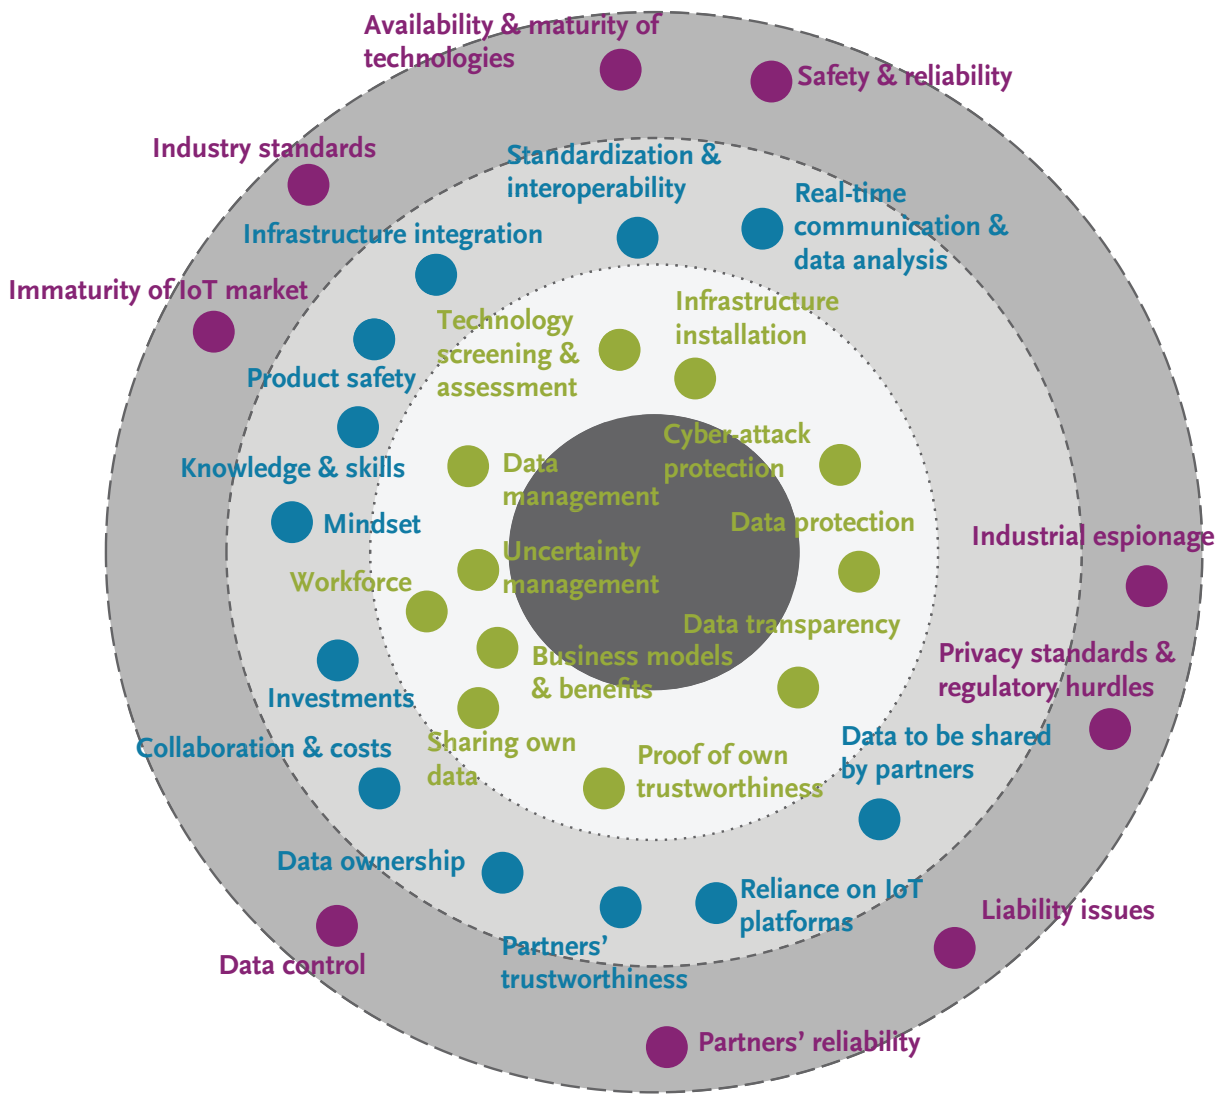 Availability & maturity of
technologies
Safety & reliability
Industry standards
Standardization &
interoperability
Real-time
communication &
data analysis
Infrastructure integration
Immaturity of IoT market
Technology
screening &
assessment
Infrastructure
installation
Product safety
Cyber-attack
protection
Knowledge & skills
Data
management
Mindset
Data protection
Industrial espionage
Uncertainty
management
Workforce
Data transparency
Business models
& benefits
Privacy standards &
regulatory hurdles
Investments
Collaboration & costs
Sharing own
data
Proof of own
trustworthiness
Data to be shared
by partners
Data ownership
Reliance on IoT
platforms
Liability issues
Partners’
trustworthiness
Data control
Partners’ reliability